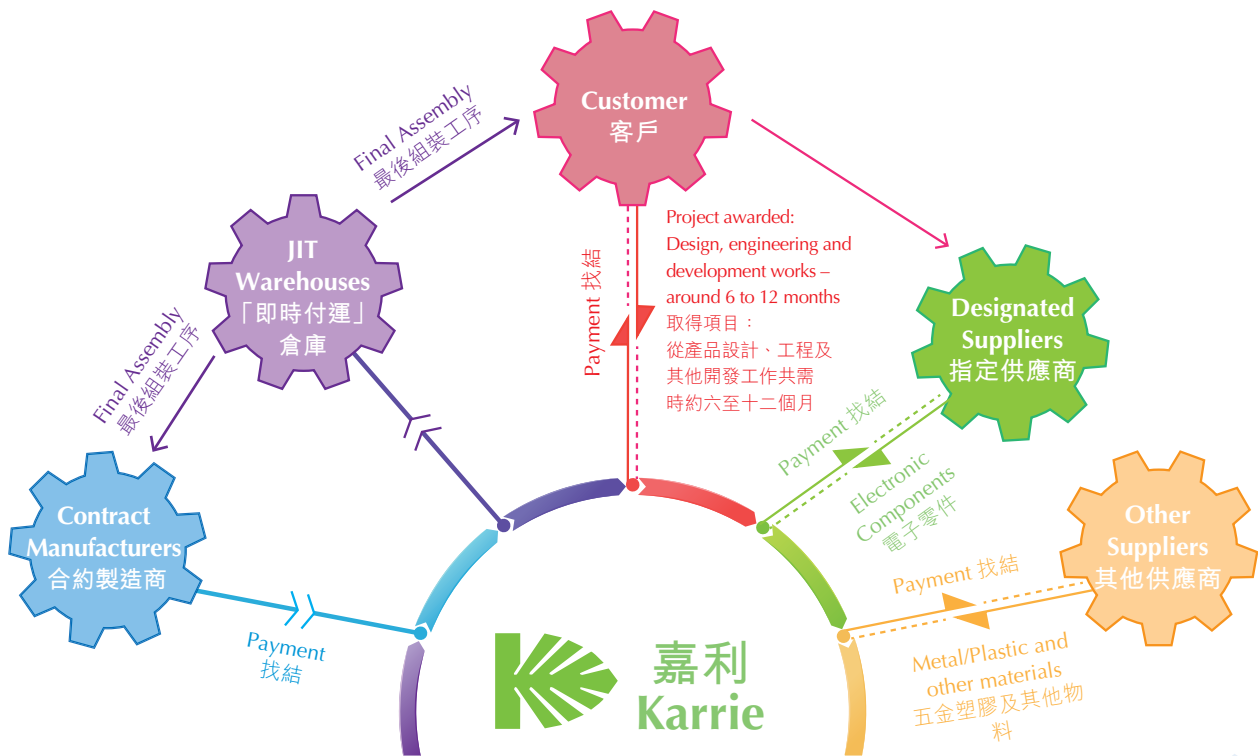 Customer
客戶
Final Assembly
最後組裝工序
JIT
Warehouses
「即時付運」
倉庫
Final Assembly
最後組裝工序
Contract
Manufacturers
合約製造商
Payment
找結
Payment 找結
Project awarded:
Design, engineering and
development works –
around 6 to 12 months
取得項目：
從產品設計、工程及
其他開發工作共需
時約六至十二個月
Designated
Suppliers
指定供應商
Payment 找結
Electronic
Components
電子零件
Other
Suppliers
其他供應商
Payment 找結
Metal/Plastic and
other materials
五金塑膠及其他物
料
嘉利
Karrie